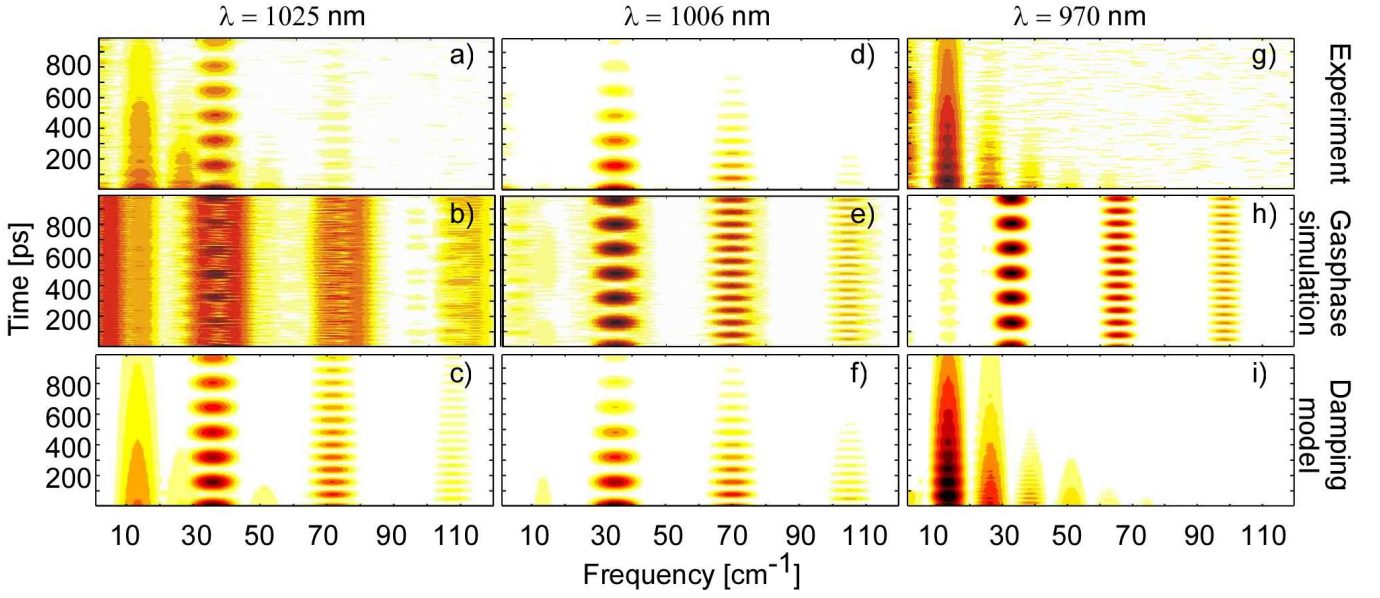 λ = 1025 nm λ = 1006 nm λ = 970 nm
a) d) g)
800
600
400
200
Experiment
b) e) h)
800
600
400
200
Time [ps]
Gasphase
simulation
c) f) i)
800
600
400
200
Damping
model
10 30 50 70 90 110 10 30 50 70 90 110 10 30 50 70 90 110
Frequency [cm-1]